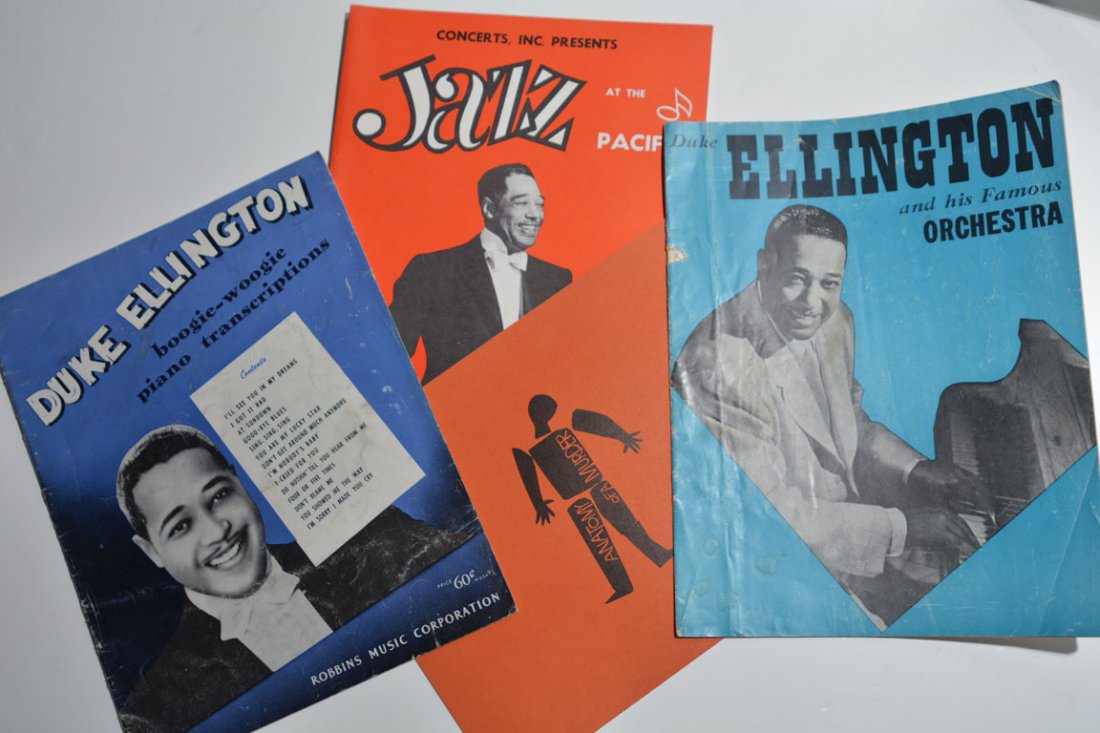 DUKE ELLINGTON
boogie-woogie
piano transcriptions
Contents
I'LL SEE YOU IN MY DREAMS
I GOT IT BAD
AT SUNDOWN
GOOD-BYE BLUES
SING, SING, SING
YOU ARE MY LUCKY STAR
DON'T GET AROUND MUCH ANYMORE
I'M NOBODY'S BABY
I CRIED FOR YOU
DO NOTHIN' TILL YOU HEAR FROM ME
FOUR OR FIVE TIMES
DON'T BLAME ME
YOU SHOWED ME THE WAY
I'M SORRY I MADE YOU CRY
PRICE 60¢ IN U.S.A.
ROBBINS MUSIC CORPORATION
CONCERTS, INC. PRESENTS
Jazz
AT THE
PACIF
ANATOMY
OF A MURDER
Duke
ELLINGTON
and his Famous
ORCHESTRA